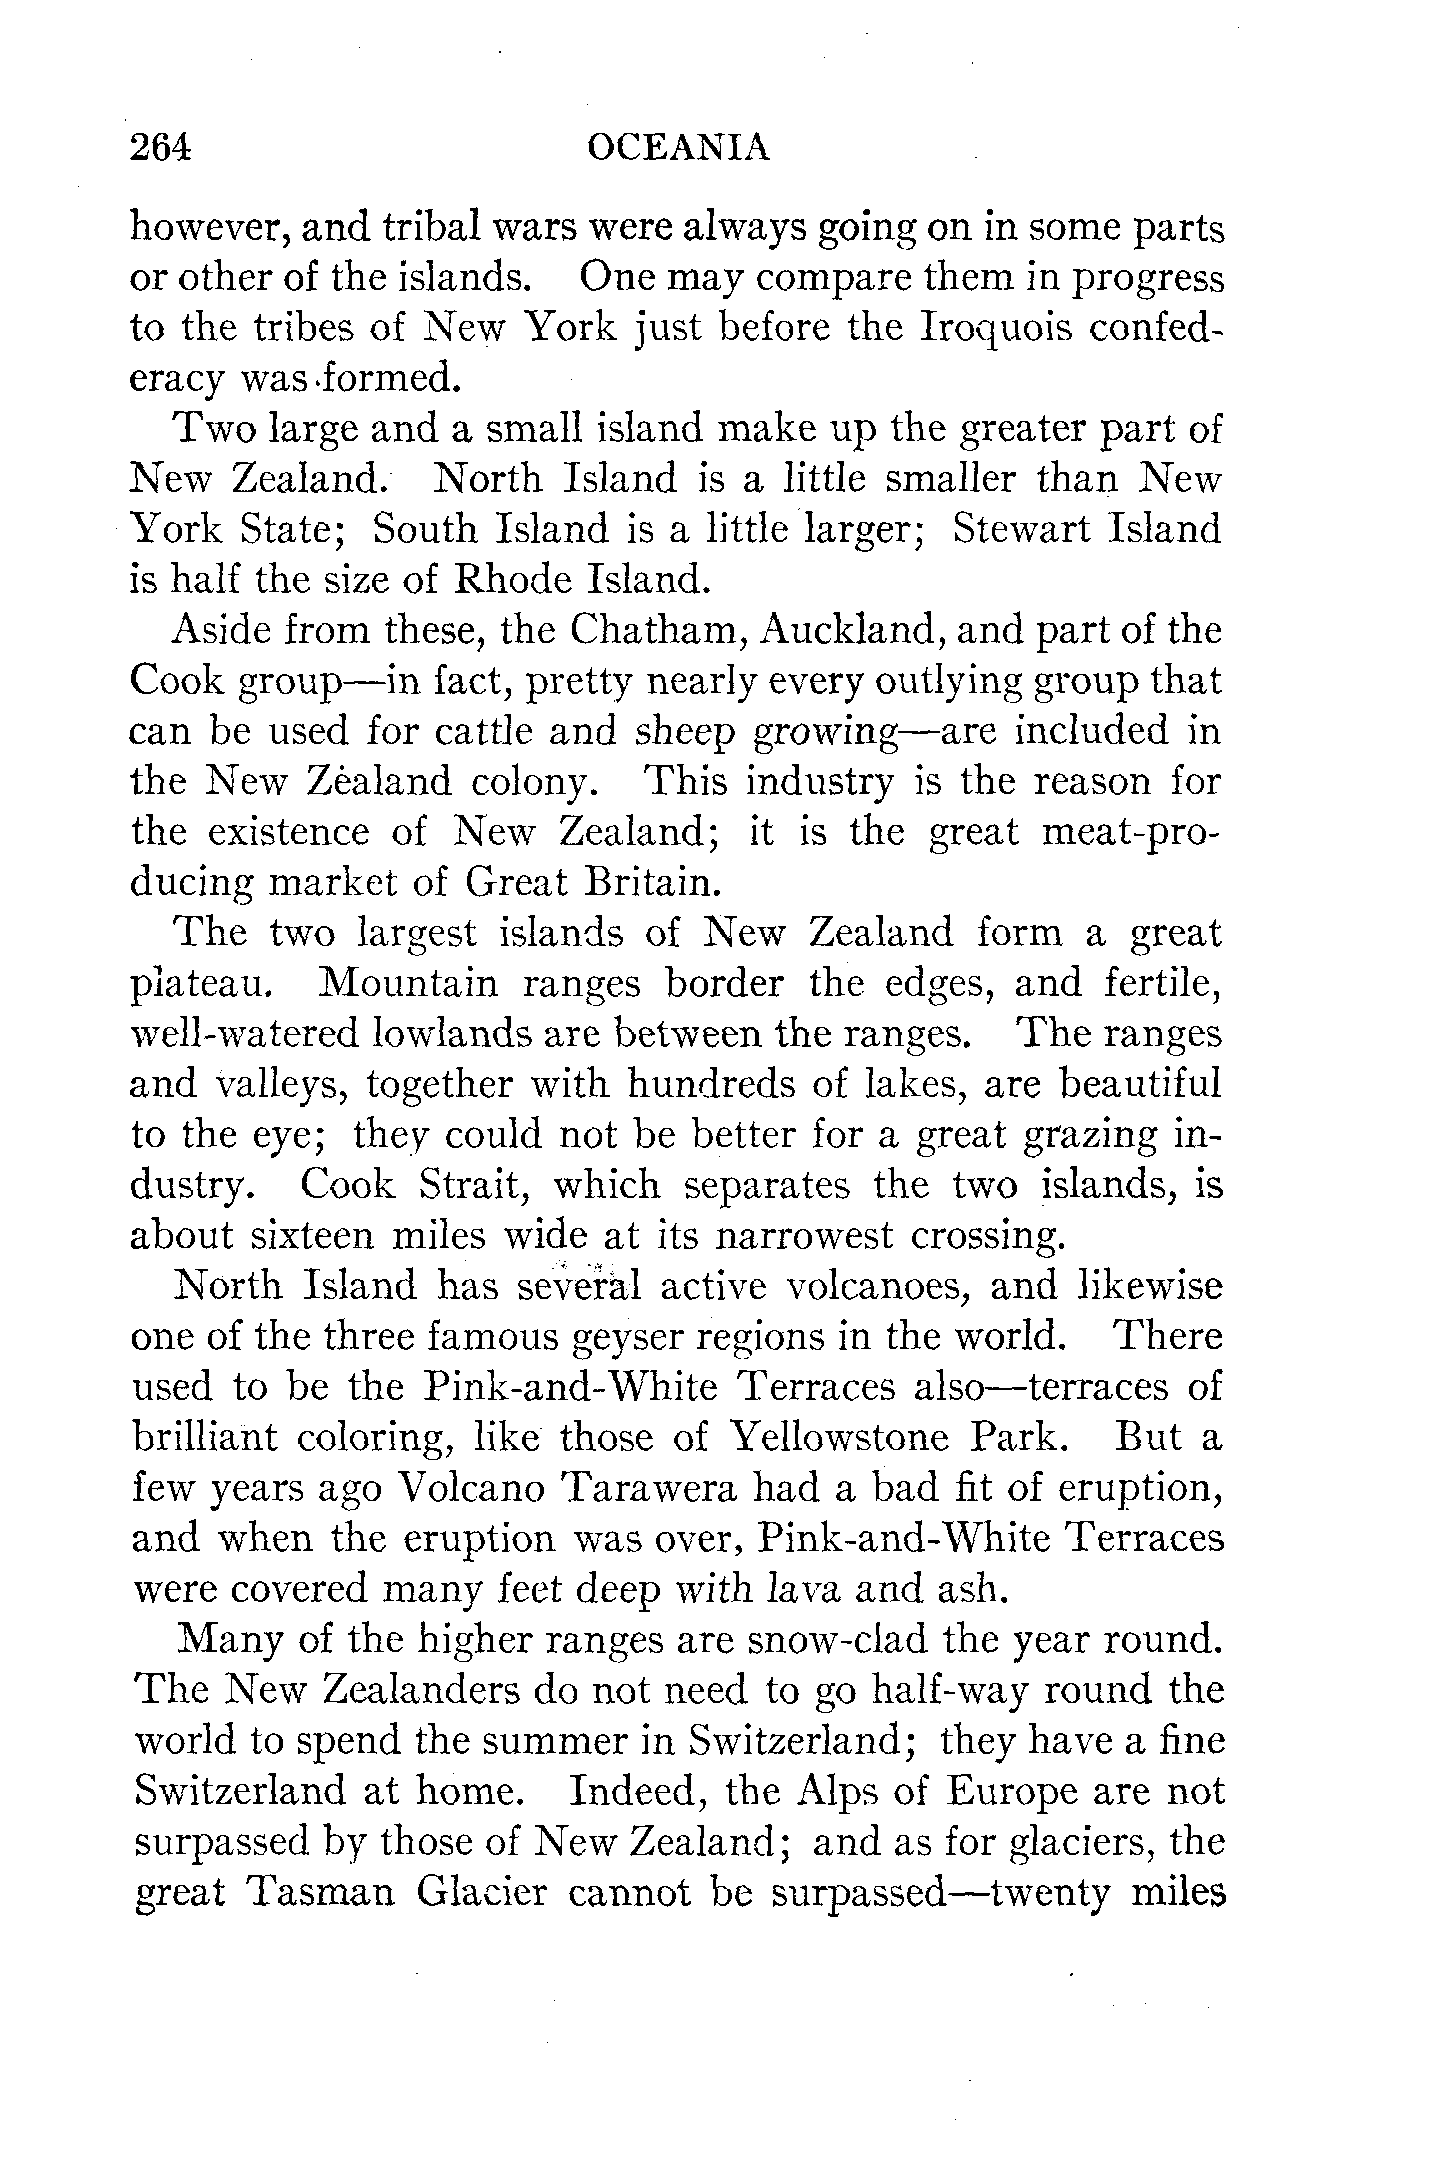 264 OCEANIA
however, and tribal wars were always going on in some parts
or other of the islands. One may compare them in progress
to the tribes of New York just before the Iroquois confed-
eracy was formed.
Two large and a small island make up the greater part of
New Zealand. North Island is a little smaller than New
York State; South Island is a little larger; Stewart Island
is half the size of Rhode Island.
Aside from these, the Chatham, Auckland, and part of the
Cook group—in fact, pretty nearly every outlying group that
can be used for cattle and sheep growing—are included in
the New Zealand colony. This industry is the reason for
the existence of New Zealand; it is the great meat-pro-
ducing market of Great Britain.
The two largest islands of New Zealand form a great
plateau. Mountain ranges border the edges, and fertile,
well-watered lowlands are between the ranges. The ranges
and valleys, together with hundreds of lakes, are beautiful
to the eye; they could not be better for a great grazing in-
dustry. Cook Strait, which separates the two islands, is
about sixteen miles wide at its narrowest crossing.
North Island has several active volcanoes, and likewise
one of the three famous geyser regions in the world. There
used to be the Pink-and-White Terraces also—terraces of
brilliant coloring, like those of Yellowstone Park. But a
few years ago Volcano Tarawera had a bad fit of eruption,
and when the eruption was over, Pink-and-White Terraces
were covered many feet deep with lava and ash.
Many of the higher ranges are snow-clad the year round.
The New Zealanders do not need to go half-way round the
world to spend the summer in Switzerland; they have a fine
Switzerland at home. Indeed, the Alps of Europe are not
surpassed by those of New Zealand; and as for glaciers, the
great Tasman Glacier cannot be surpassed—twenty miles